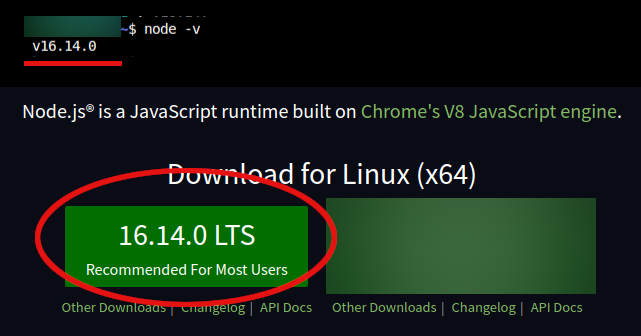 ~$ node -v
v16.14.0
Node.js® is a JavaScript runtime built on Chrome's V8 JavaScript engine.
Download for Linux (x64)
16.14.0 LTS
Recommended For Most Users
Other Downloads | Changelog | API Docs
Other Downloads | Changelog | API Docs